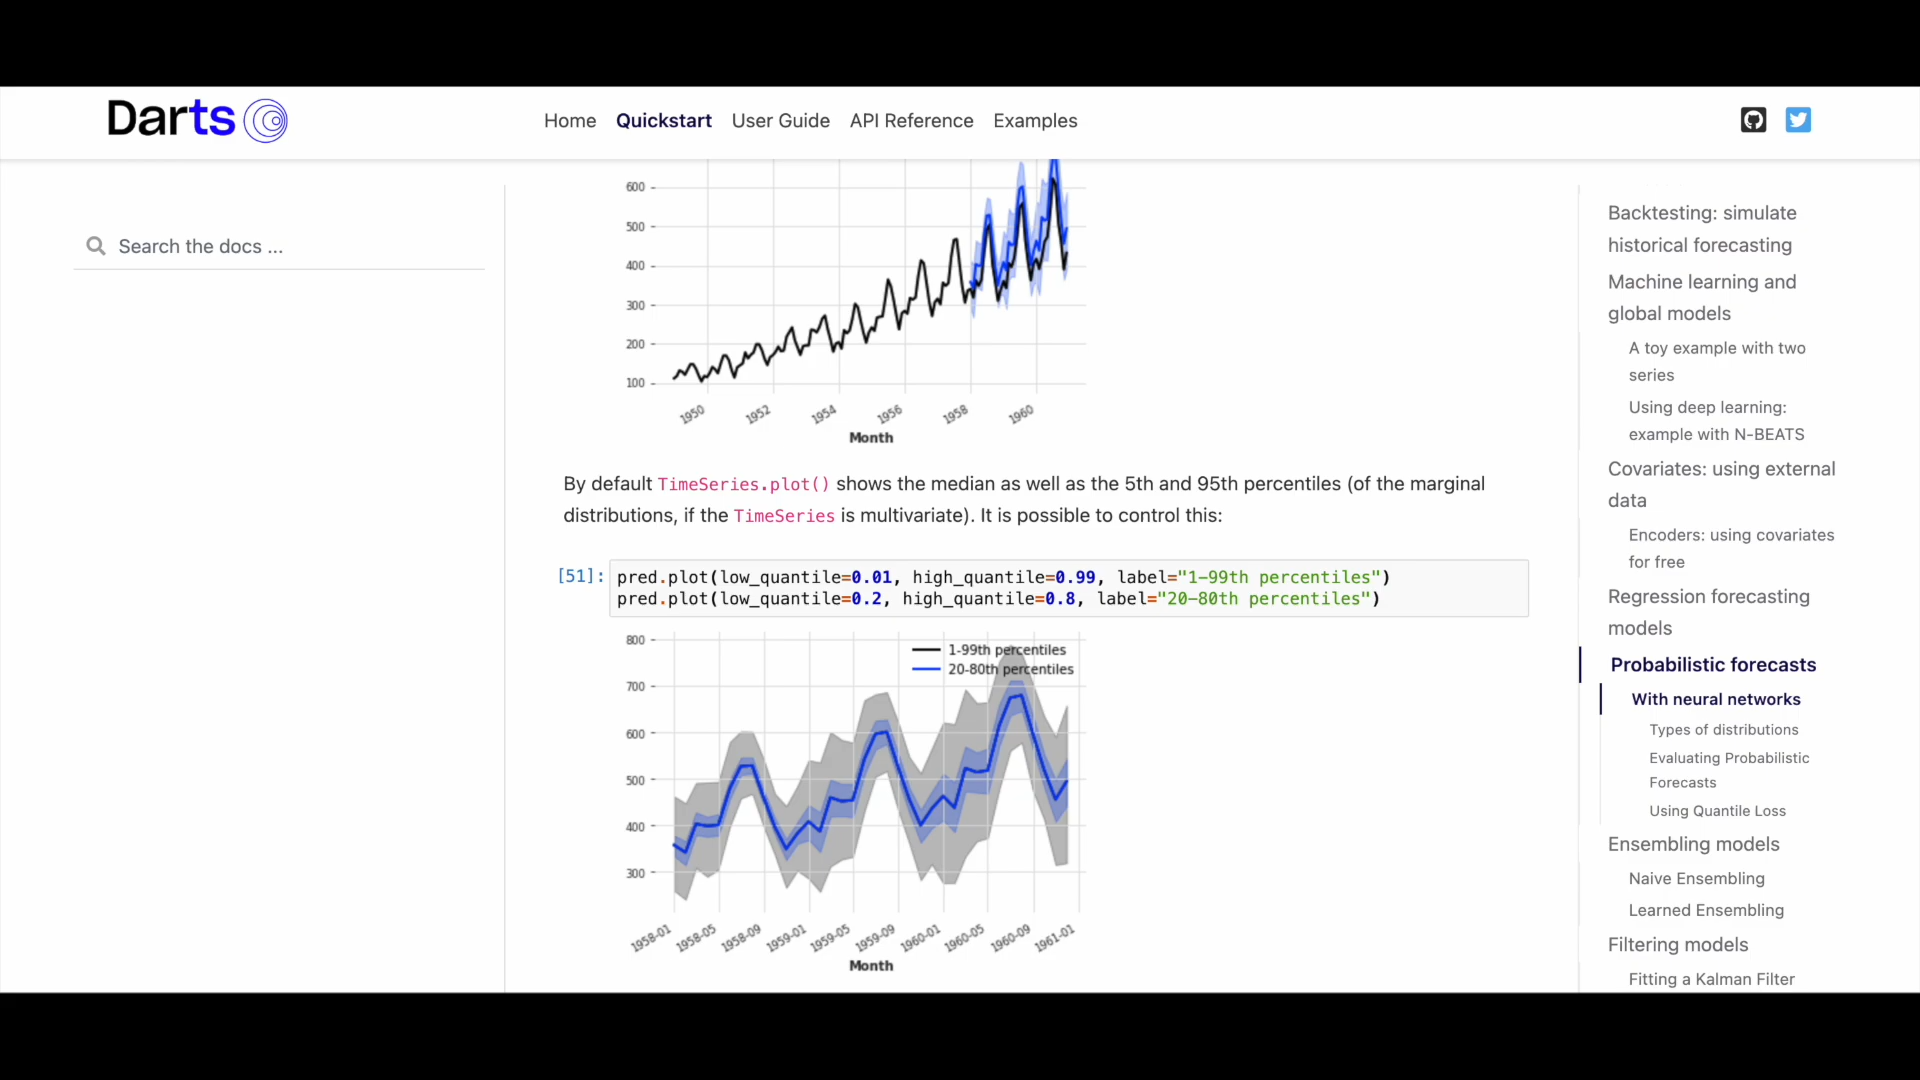 Darts
Home Quickstart User Guide API Reference Examples
Search the docs ...
600
500
400
300
200
100
1950 1952 1954 1956 1958 1960
Month
By default TimeSeries.plot() shows the median as well as the 5th and 95th percentiles (of the marginal
distributions, if the TimeSeries is multivariate). It is possible to control this:
[51]: pred.plot(low_quantile=0.01, high_quantile=0.99, label="1-99th percentiles")
pred.plot(low_quantile=0.2, high_quantile=0.8, label="20-80th percentiles")
800
700
600
500
400
300
1-99th percentiles
20-80th percentiles
1958-01 1958-05 1958-09 1959-01 1959-05 1959-09 1960-01 1960-05 1960-09 1961-01
Month
Backtesting: simulate
historical forecasting
Machine learning and
global models
A toy example with two
series
Using deep learning:
example with N-BEATS
Covariates: using external
data
Encoders: using covariates
for free
Regression forecasting
models
Probabilistic forecasts
With neural networks
Types of distributions
Evaluating Probabilistic
Forecasts
Using Quantile Loss
Ensembling models
Naive Ensembling
Learned Ensembling
Filtering models
Fitting a Kalman Filter